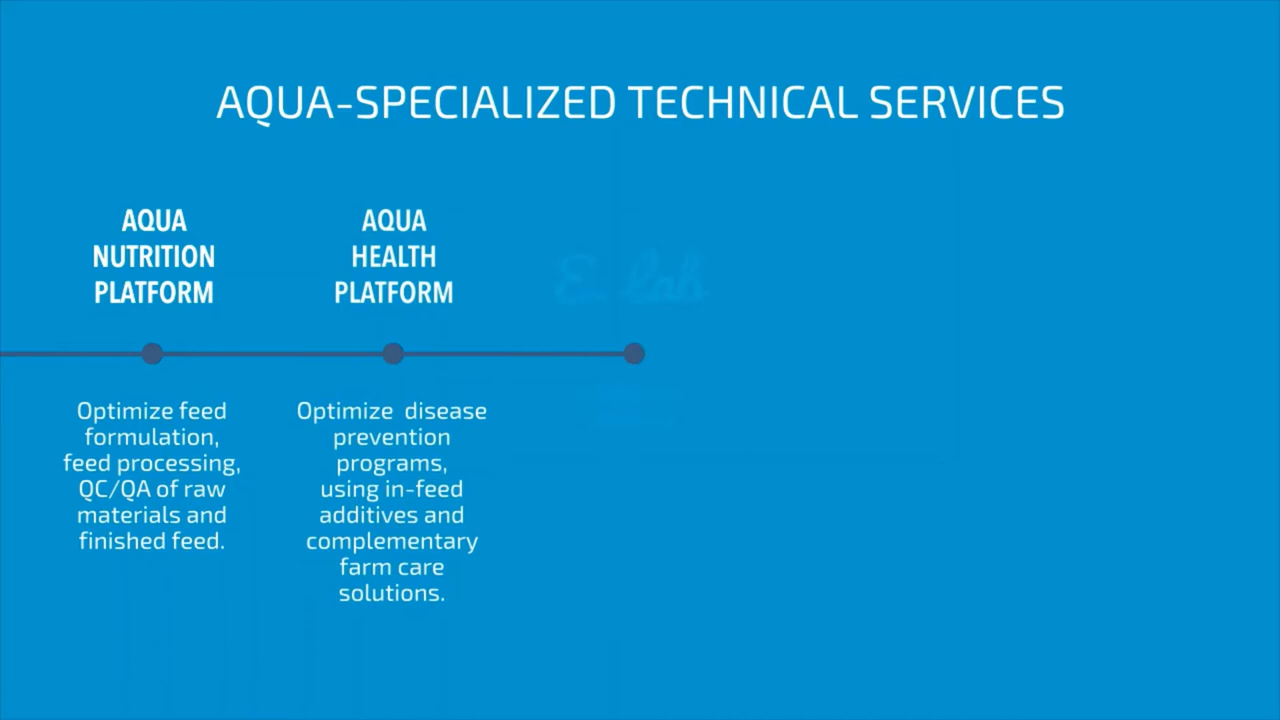 AQUA-SPECIALIZED TECHNICAL SERVICES
AQUA
NUTRITION
PLATFORM
Optimize feed
formulation,
feed processing,
QC/QA of raw
materials and
finished feed.
AQUA
HEALTH
PLATFORM
Optimize  disease
prevention
programs,
using in-feed
additives and
complementary
farm care
solutions.
lab